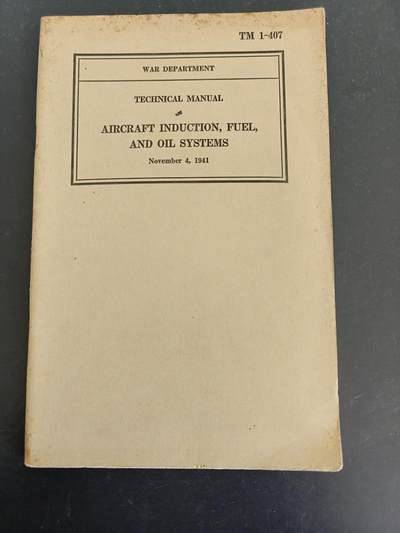 TM 1-407
WAR DEPARTMENT
TECHNICAL MANUAL
AIRCRAFT INDUCTION, FUEL,
AND OIL SYSTEMS
November 4, 1941